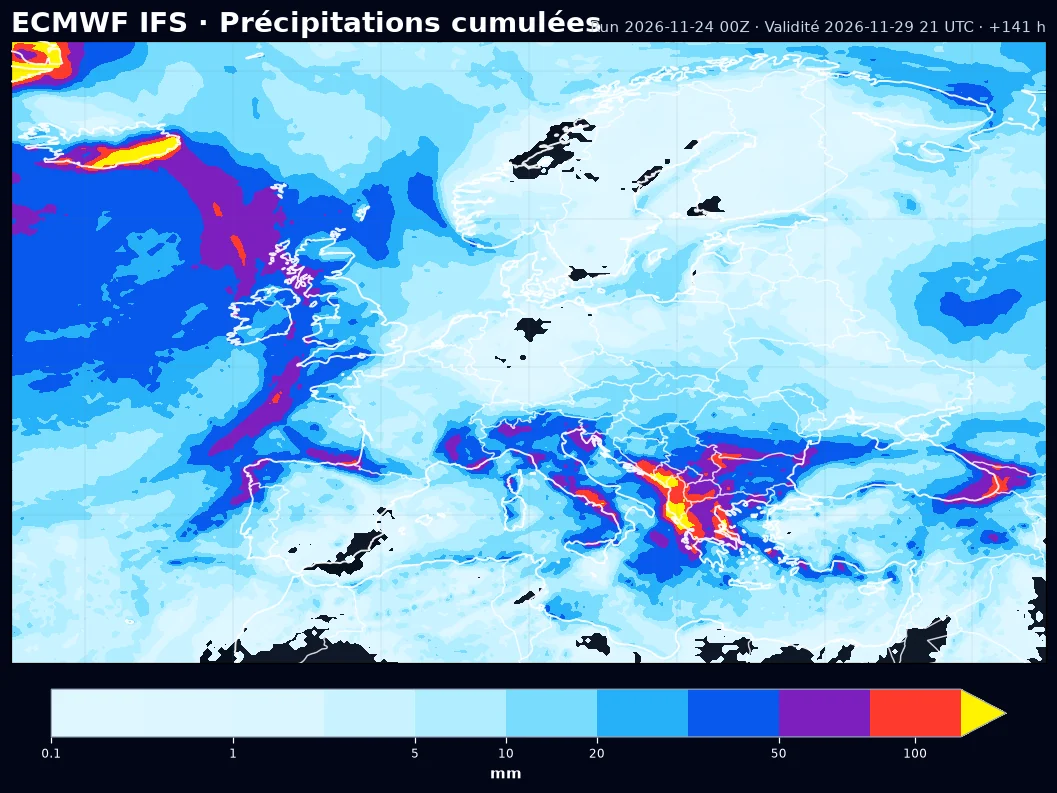 ECMWF IFS · Précipitations cumulées
Run 2026-11-24 00Z · Validité 2026-11-29 21 UTC · +141 h
0.1 1 5 10 20 50 100
mm